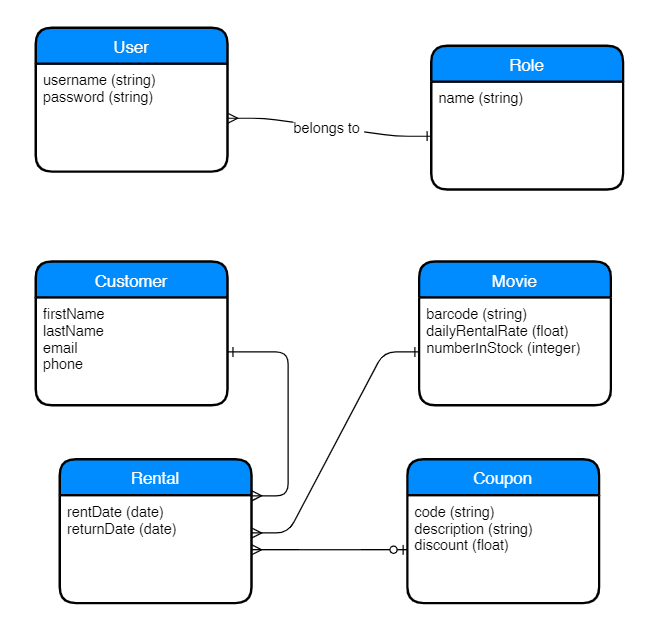 User
username (string)
password (string)
belongs to
Role
name (string)
Customer
firstName
lastName
email
phone
Movie
barcode (string)
dailyRentalRate (float)
numberInStock (integer)
Rental
rentDate (date)
returnDate (date)
Coupon
code (string)
description (string)
discount (float)